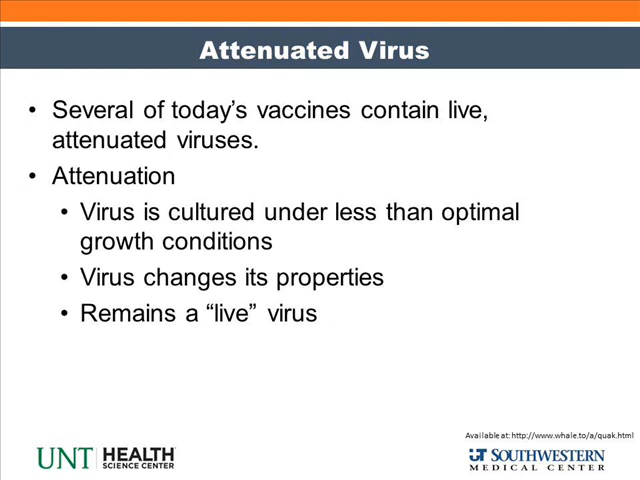 Attenuated Virus
• Several of today’s vaccines contain live,
attenuated viruses.
• Attenuation
• Virus is cultured under less than optimal
growth conditions
• Virus changes its properties
• Remains a “live” virus
Available at: http://www.whale.to/a/quak.html
UNT HEALTH
SCIENCE CENTER
UT SOUTHWESTERN
MEDICAL CENTER